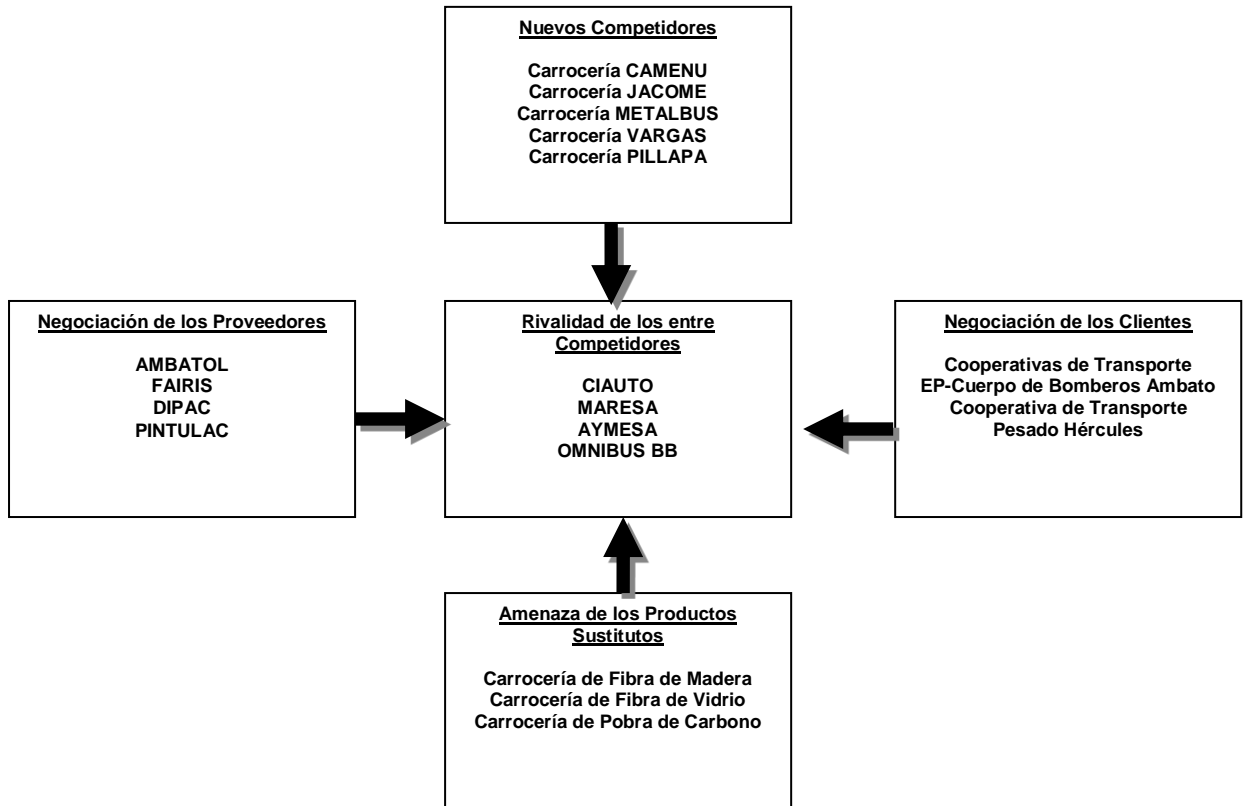 Nuevos Competidores
Carrocería CAMENU
Carrocería JACOME
Carrocería METALBUS
Carrocería VARGAS
Carrocería PILLAPA
Negociación de los Proveedores
AMBATOL
FAIRIS
DIPAC
PINTULAC
Rivalidad de los entre
Competidores
CIAUTO
MARESA
AYMESA
OMNIBUS BB
Negociación de los Clientes
Cooperativas de Transporte
EP-Cuerpo de Bomberos Ambato
Cooperativa de Transporte
Pesado Hércules
Amenaza de los Productos
Sustitutos
Carrocería de Fibra de Madera
Carrocería de Fibra de Vidrio
Carrocería de Pobra de Carbono